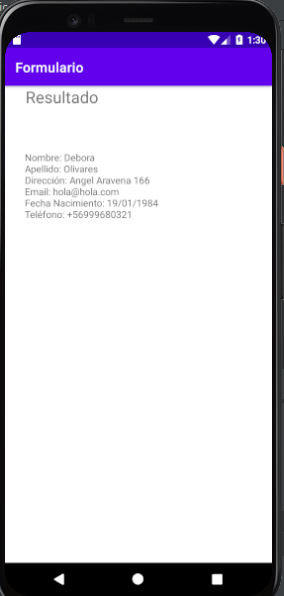 1:30
Formulario
Resultado
Nombre: Debora
Apellido: Olivares
Dirección: Angel Aravena 166
Email: hola@hola.com
Fecha Nacimiento: 19/01/1984
Teléfono: +56999680321